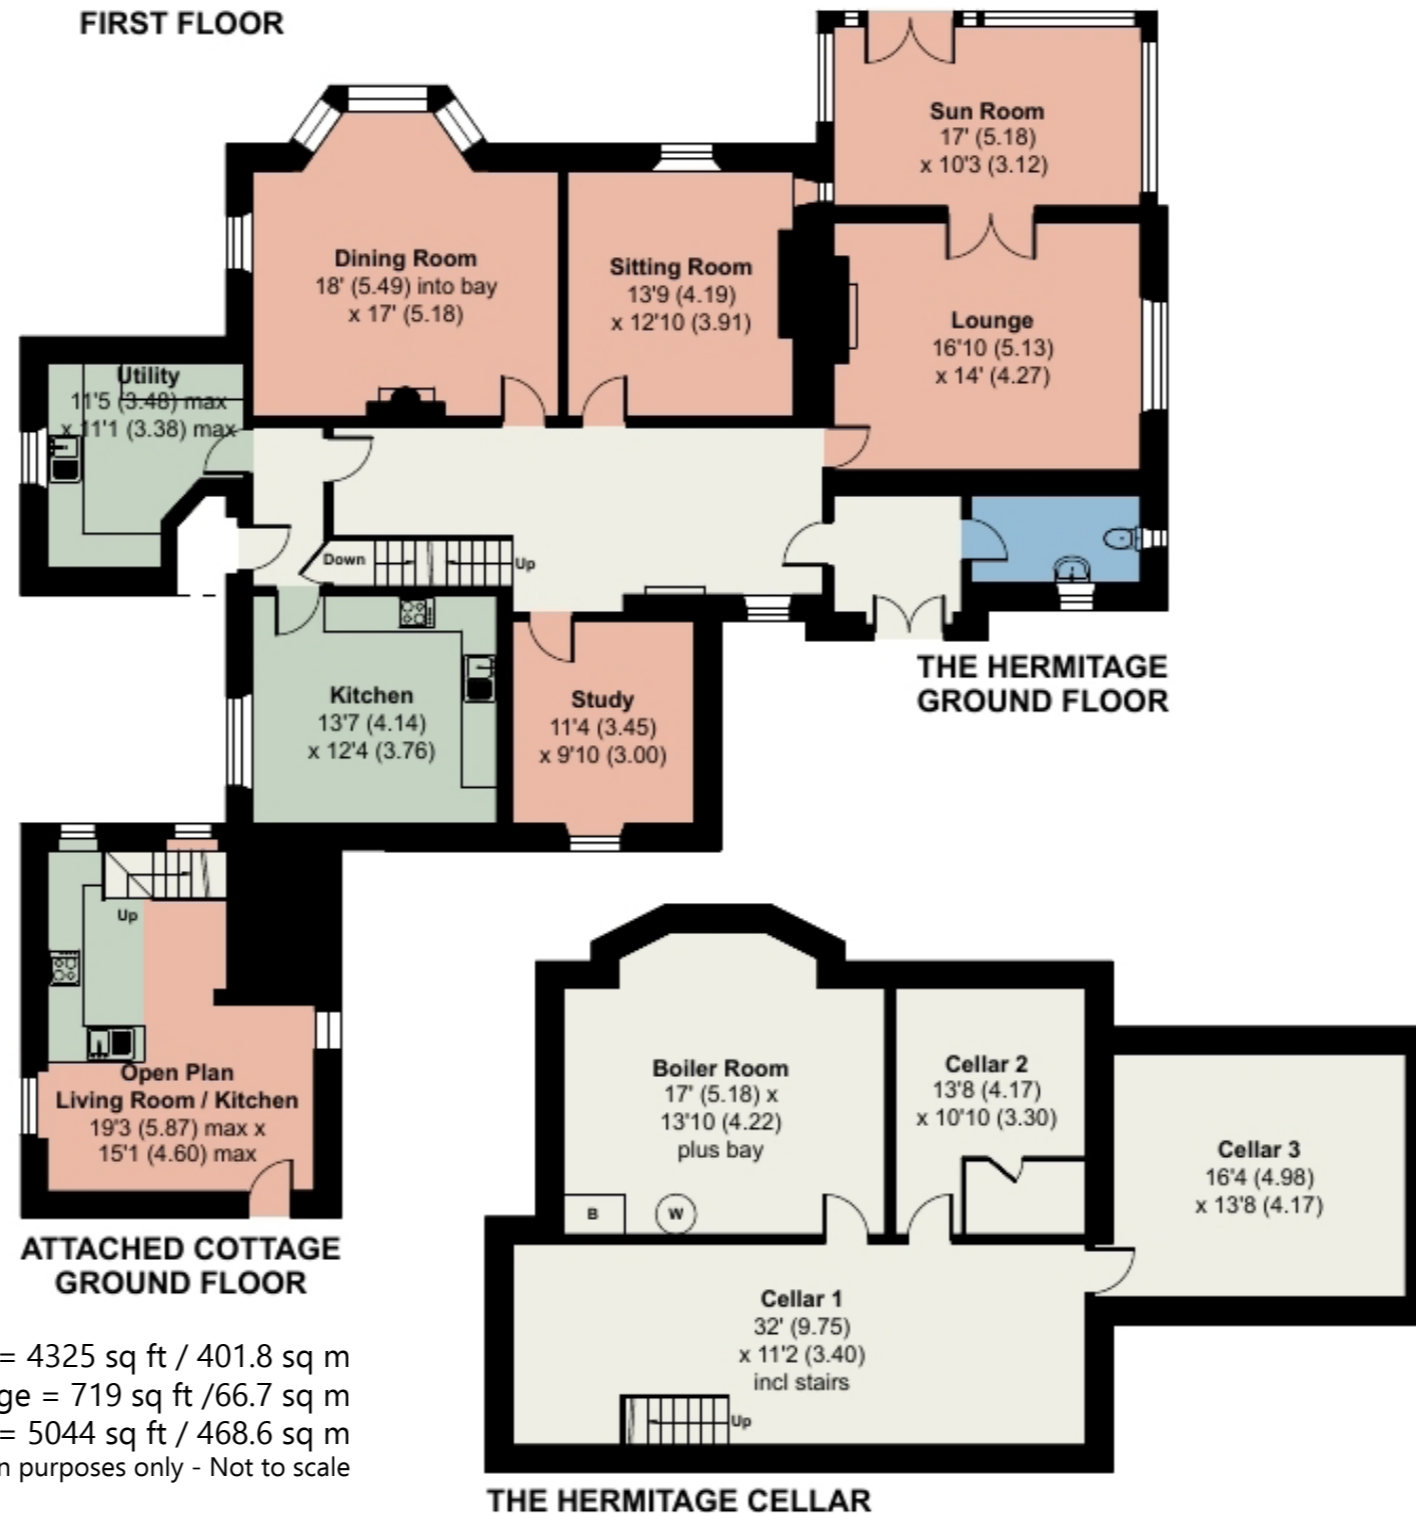 FIRST FLOOR
Sun Room
17' (5.18)
x 10'3 (3.12)
Dining Room
18' (5.49) into bay
x 17' (5.18)
Sitting Room
13'9 (4.19)
x 12'10 (3.91)
Lounge
16'10 (5.13)
x 14' (4.27)
Utility
11'5 (3.48) max
x 11'1 (3.38) max
Down
Up
Kitchen
13'7 (4.14)
x 12'4 (3.76)
Study
11'4 (3.45)
x 9'10 (3.00)
THE HERMITAGE
GROUND FLOOR
Up
Open Plan
Living Room / Kitchen
19'3 (5.87) max x
15'1 (4.60) max
ATTACHED COTTAGE
GROUND FLOOR
Boiler Room
17' (5.18) x
13'10 (4.22)
plus bay
B
W
Cellar 2
13'8 (4.17)
x 10'10 (3.30)
Cellar 3
16'4 (4.98)
x 13'8 (4.17)
Cellar 1
32' (9.75)
x 11'2 (3.40)
incl stairs
Up
THE HERMITAGE CELLAR
= 4325 sq ft / 401.8 sq m
ge = 719 sq ft /66.7 sq m
= 5044 sq ft / 468.6 sq m
n purposes only - Not to scale